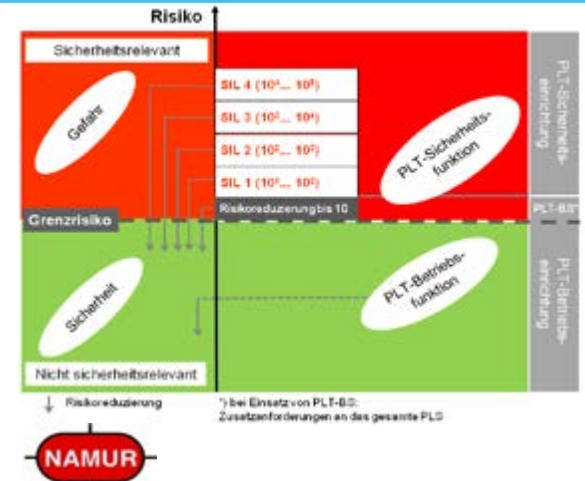 Risiko
Sicherheitsrelevant
Gefahr
SIL 4 (10⁴... 10⁵)
SIL 3 (10³... 10⁴)
SIL 2 (10²... 10³)
SIL 1 (10¹... 10²)
PLT-Sicherheits-
funktion
PLT-Sicherheits-
einrichtung
Risikoreduzierung bis 10
PLT-BS*
Grenzrisiko
Sicherheit
PLT-Betriebs-
funktion
PLT-Betriebs-
einrichtung
Nicht sicherheitsrelevant
Risikoreduzierung
*) bei Einsatz von PLT-BS:
Zusatzanforderungen an das gesamte PLS
NAMUR